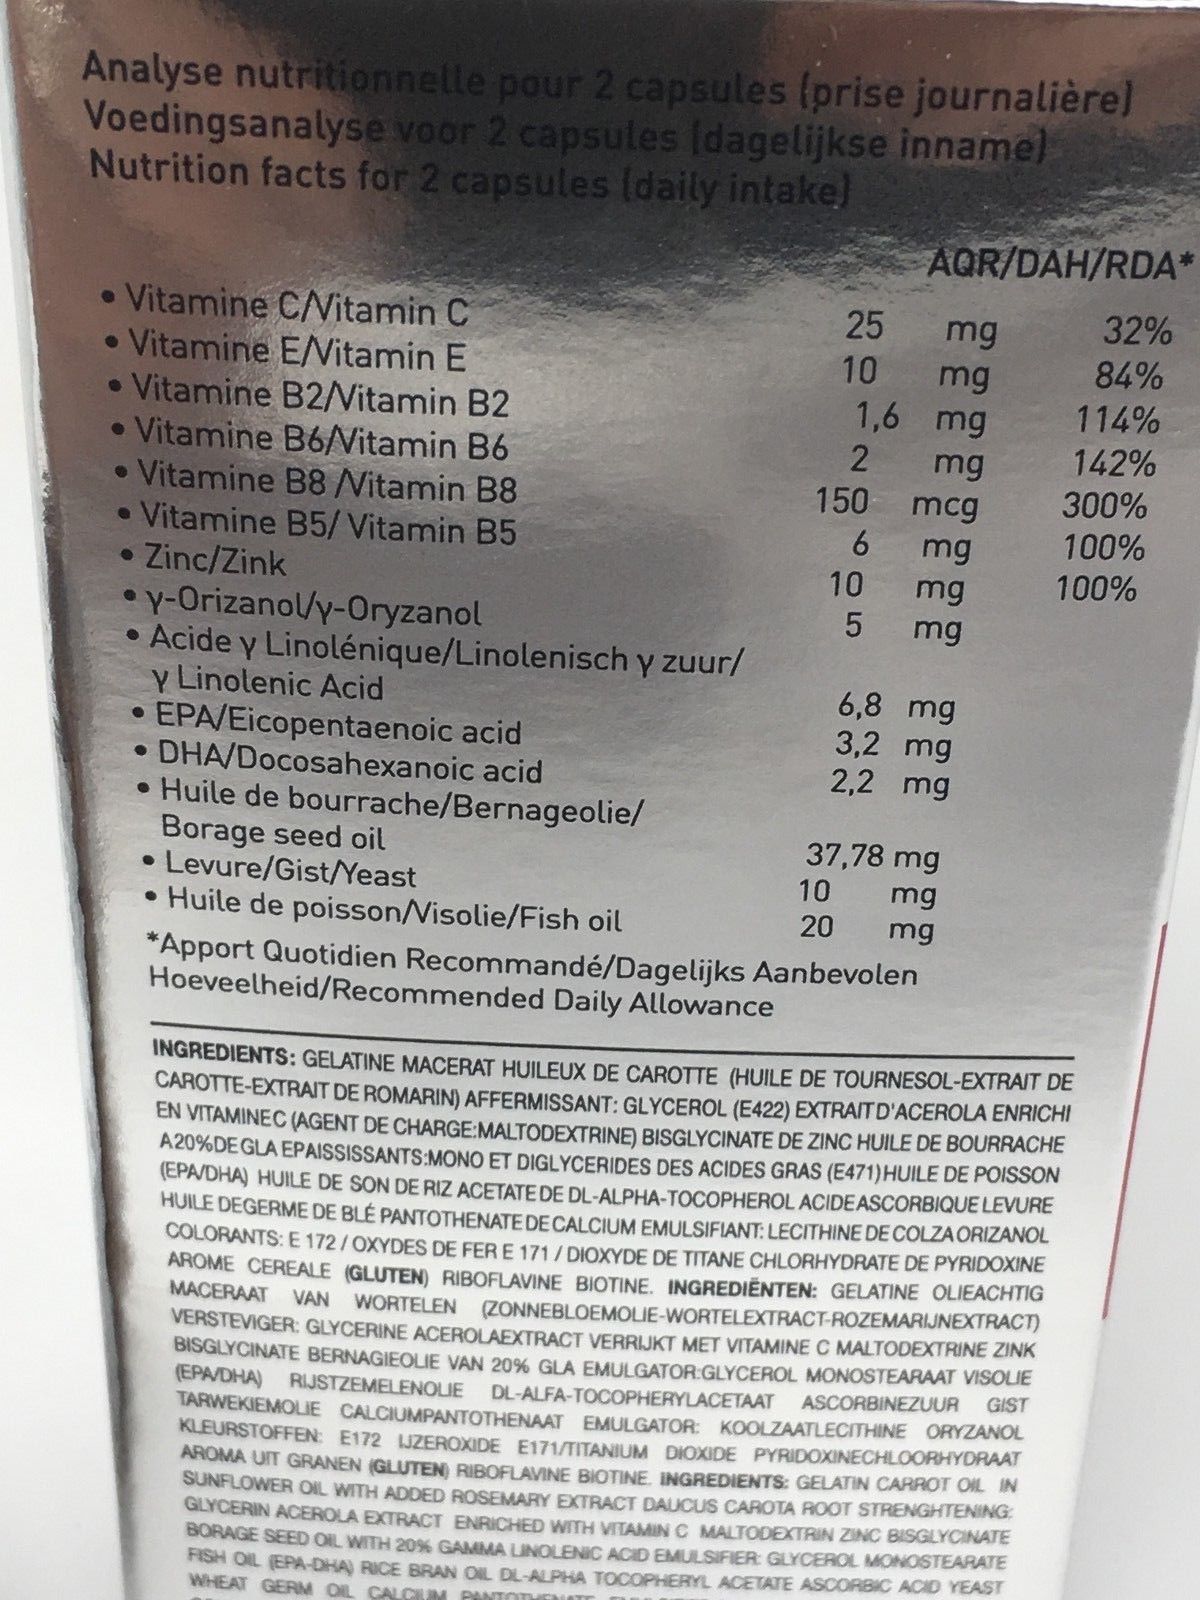 Analyse nutritionnelle pour 2 capsules (prise journalière)
Voedingsanalyse voor 2 capsules (dagelijkse inname)
Nutrition facts for 2 capsules (daily intake)
AQR/DAH/RDA*
• Vitamine C/Vitamin C 25 mg 32%
• Vitamine E/Vitamin E 10 mg 84%
• Vitamine B2/Vitamin B2 1,6 mg 114%
• Vitamine B6/Vitamin B6 2 mg 142%
• Vitamine B8 /Vitamin B8 150 mcg 300%
• Vitamine B5/ Vitamin B5 6 mg 100%
• Zinc/Zink 10 mg 100%
• γ-Orizanol/γ-Oryzanol 5 mg
• Acide γ Linolénique/Linolenisch γ zuur/
γ Linolenic Acid 6,8 mg
• EPA/Eicopentaenoic acid 3,2 mg
• DHA/Docosahexanoic acid 2,2 mg
• Huile de bourrache/Bernageolie/
Borage seed oil 37,78 mg
• Levure/Gist/Yeast 10 mg
• Huile de poisson/Visolie/Fish oil 20 mg
*Apport Quotidien Recommandé/Dagelijks Aanbevolen
Hoeveelheid/Recommended Daily Allowance
INGREDIENTS: GELATINE MACERAT HUILEUX DE CAROTTE (HUILE DE TOURNESOL-EXTRAIT DE
CAROTTE-EXTRAIT DE ROMARIN) AFFERMISSANT: GLYCEROL (E422) EXTRAIT D'ACEROLA ENRICHI
EN VITAMINE C (AGENT DE CHARGE:MALTODEXTRINE) BISGLYCINATE DE ZINC HUILE DE BOURRACHE
A 20% DE GLA EPAISSISSANTS:MONO ET DIGLYCERIDES DES ACIDES GRAS (E471) HUILE DE POISSON
(EPA/DHA) HUILE DE SON DE RIZ ACETATE DE DL-ALPHA-TOCOPHEROL ACIDE ASCORBIQUE LEVURE
HUILE DE GERME DE BLÉ PANTOTHENATE DE CALCIUM EMULSIFIANT: LECITHINE DE COLZA ORIZANOL
COLORANTS: E 172 / OXYDES DE FER E 171 / DIOXYDE DE TITANE CHLORHYDRATE DE PYRIDOXINE
AROME CEREALE (GLUTEN) RIBOFLAVINE BIOTINE. INGREDIËNTEN: GELATINE OLIEACHTIG
MACERAAT VAN WORTELEN (ZONNEBLOEMOLIE-WORTELEXTRACT-ROZEMARIJNEXTRACT)
VERSTEVIGER: GLYCERINE ACEROLAEXTRACT VERRIJKT MET VITAMINE C MALTODEXTRINE ZINK
BISGLYCINATE BERNAGIEOLIE VAN 20% GLA EMULGATOR:GLYCEROL MONOSTEARAAT VISOLIE
(EPA/DHA) RIJSTZEMELENOLIE DL-ALFA-TOCOPHERYLACETAAT ASCORBINEZUUR GIST
TARWEKIEMOLIE CALCIUMPANTOTHENAAT EMULGATOR: KOOLZAATLECITHINE ORYZANOL
KLEURSTOFFEN: E172 IJZEROXIDE E171/TITANIUM DIOXIDE PYRIDOXINECHLOORHYDRAAT
AROMA UIT GRANEN (GLUTEN) RIBOFLAVINE BIOTINE. INGREDIENTS: GELATIN CARROT OIL IN
SUNFLOWER OIL WITH ADDED ROSEMARY EXTRACT DAUCUS CAROTA ROOT STRENGHTENING:
GLYCERIN ACEROLA EXTRACT ENRICHED WITH VITAMIN C MALTODEXTRIN ZINC BISGLYCINATE
BORAGE SEED OIL WITH 20% GAMMA LINOLENIC ACID EMULSIFIER: GLYCEROL MONOSTEARATE
FISH OIL (EPA-DHA) RICE BRAN OIL DL-ALPHA TOCOPHERYL ACETATE ASCORBIC ACID YEAST
WHEAT GERM OIL CALCIUM